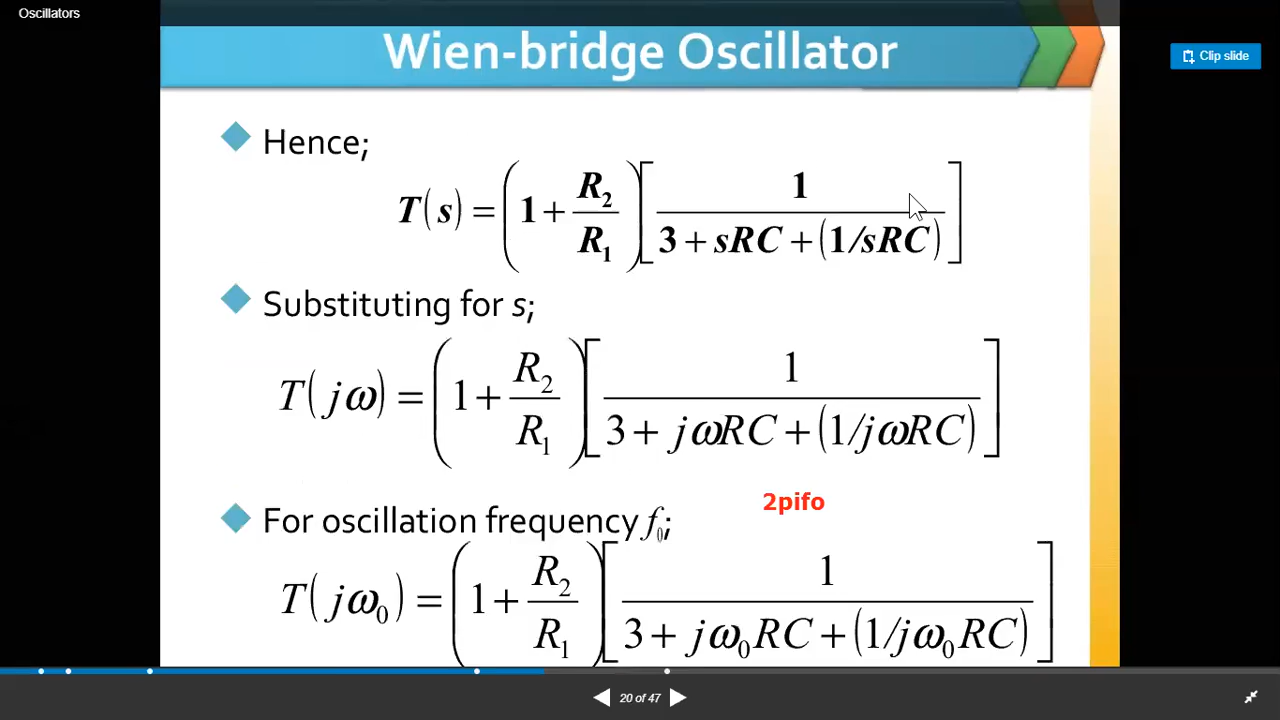 Oscillators
Wien-bridge Oscillator
Clip slide
Hence;
T(s) = (1 + R₂/R₁)[1/(3 + sRC + (1/sRC))]
Substituting for s;
T(jω) = (1 + R₂/R₁)[1/(3 + jωRC + (1/jωRC))]
2pifo
For oscillation frequency f₀;
T(jω₀) = (1 + R₂/R₁)[1/(3 + jω₀RC + (1/jω₀RC))]
20 of 47